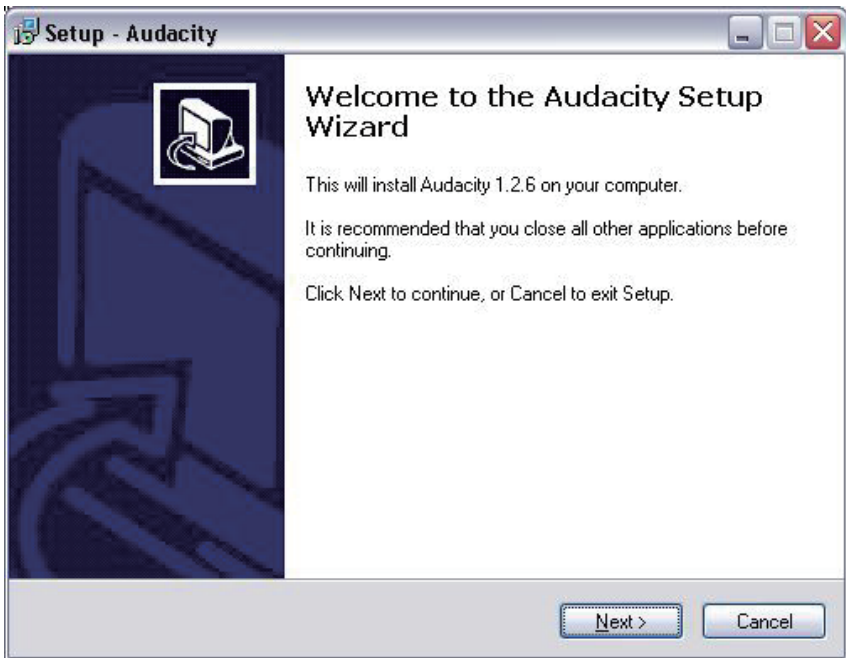 Setup - Audacity
Welcome to the Audacity Setup
Wizard
This will install Audacity 1.2.6 on your computer.
It is recommended that you close all other applications before
continuing.
Click Next to continue, or Cancel to exit Setup.
Next > Cancel